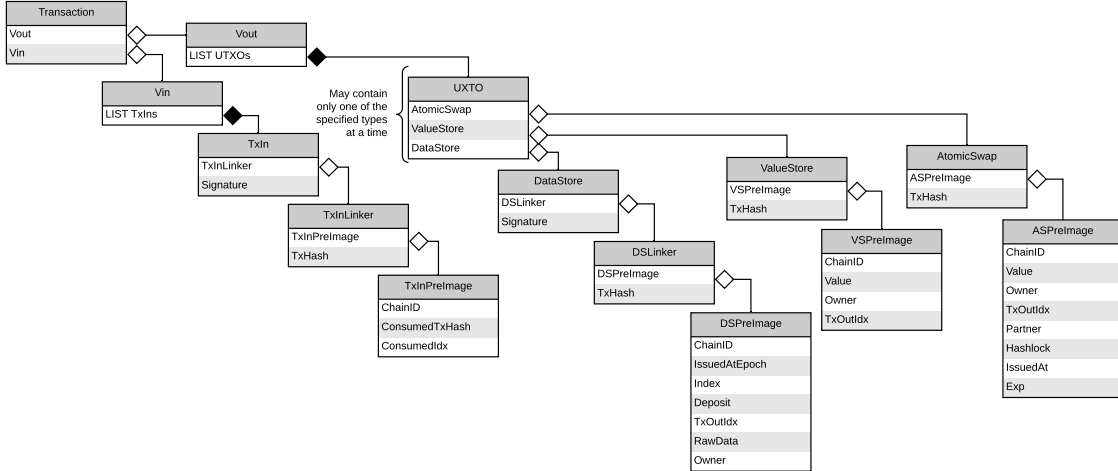 Transaction
Vout
Vin
Vout
LIST UTXOs
Vin
LIST TxIns
May contain
only one of the
specified types
at a time
UXTO
AtomicSwap
ValueStore
DataStore
TxIn
TxInLinker
Signature
TxInLinker
TxInPreImage
TxHash
TxInPreImage
ChainID
ConsumedTxHash
ConsumedIdx
DataStore
DSLinker
Signature
DSLinker
DSPreImage
TxHash
DSPreImage
ChainID
IssuedAtEpoch
Index
Deposit
TxOutIdx
RawData
Owner
ValueStore
VSPreImage
TxHash
VSPreImage
ChainID
Value
Owner
TxOutIdx
AtomicSwap
ASPreImage
TxHash
ASPreImage
ChainID
Value
Owner
TxOutIdx
Partner
Hashlock
IssuedAt
Exp